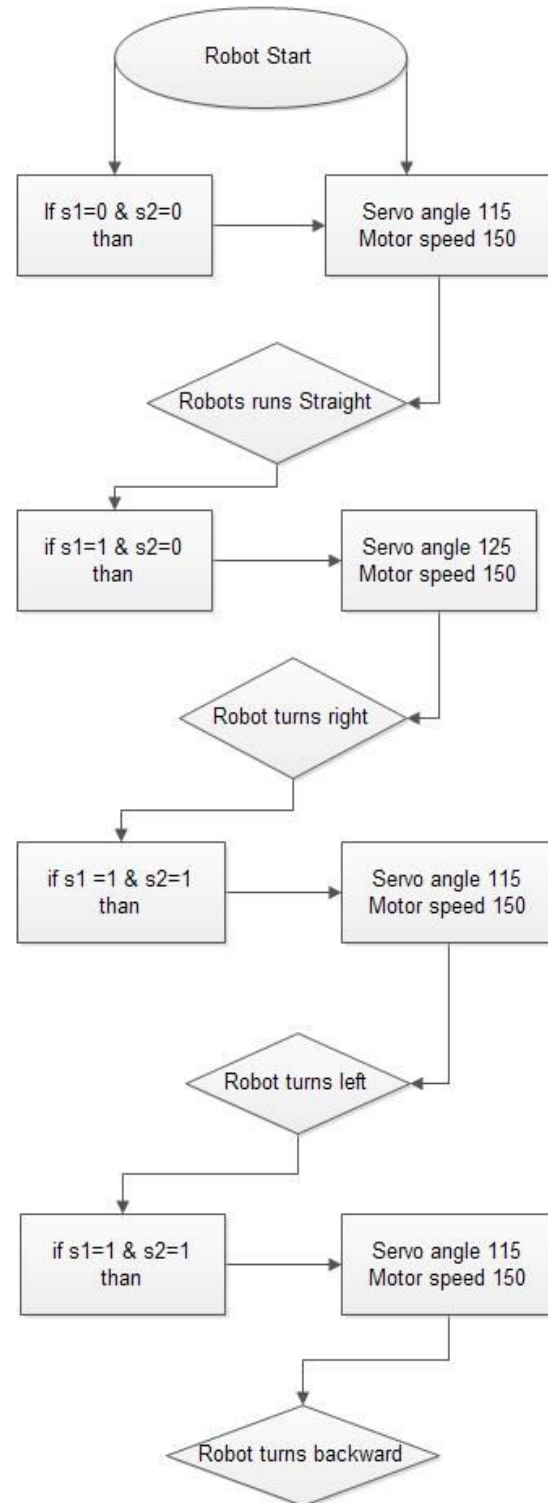 Robot Start
If s1=0 & s2=0
than
Servo angle 115
Motor speed 150
Robots runs Straight
if s1=1 & s2=0
than
Servo angle 125
Motor speed 150
Robot turns right
if s1 =1 & s2=1
than
Servo angle 115
Motor speed 150
Robot turns left
if s1=1 & s2=1
than
Servo angle 115
Motor speed 150
Robot turns backward